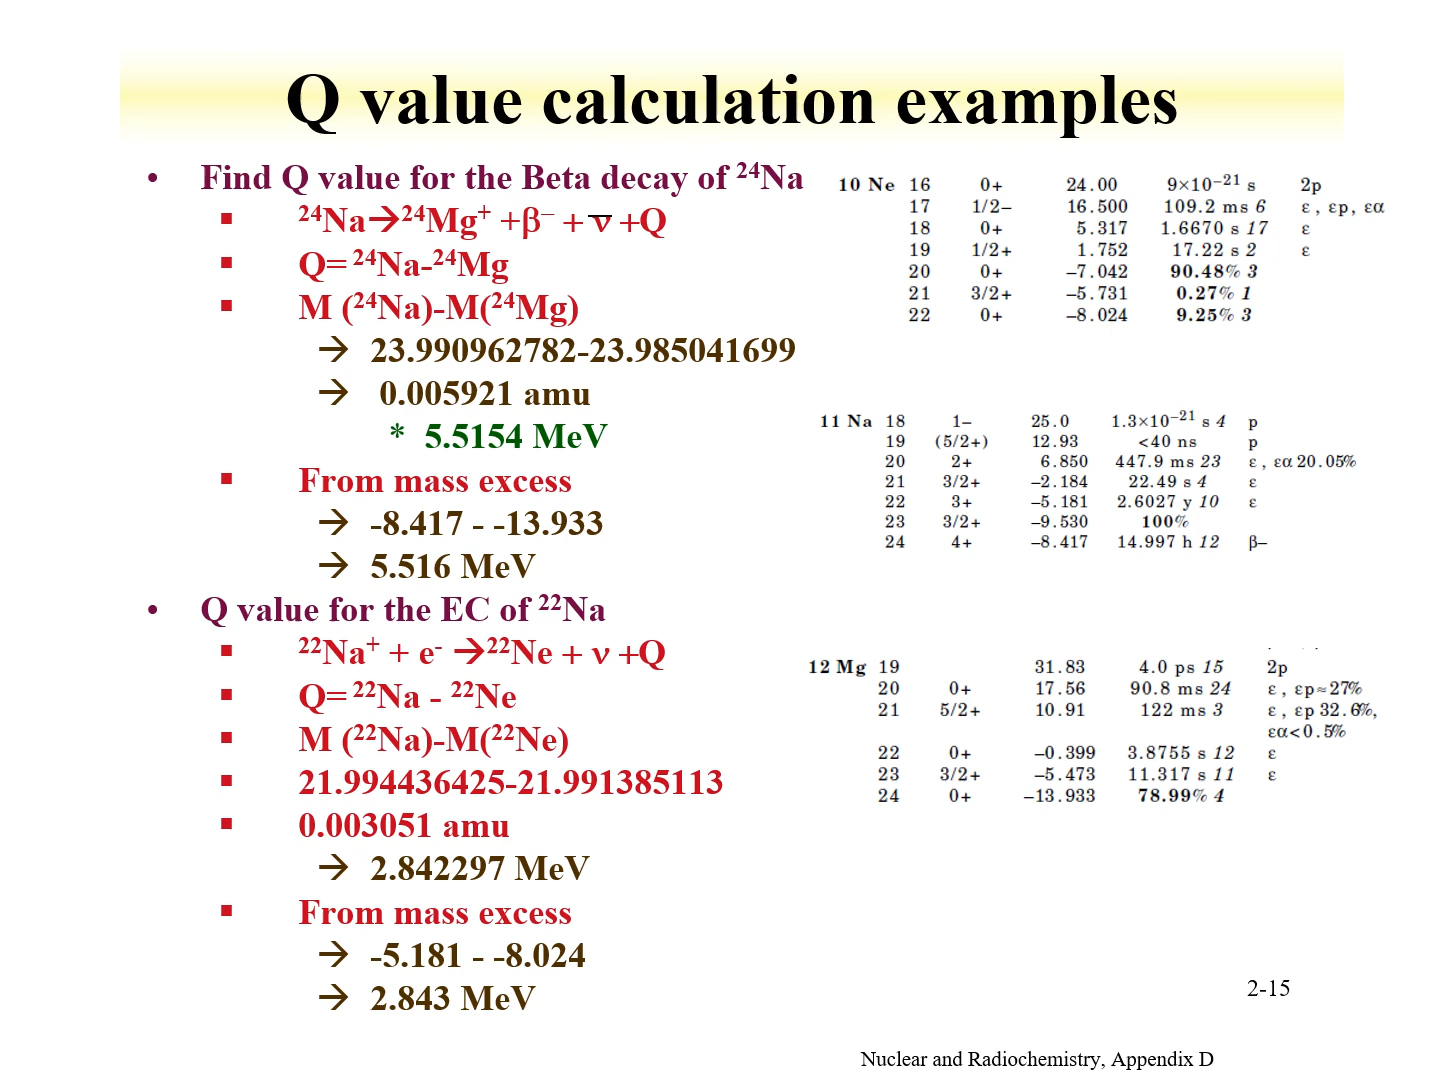 Q value calculation examples
• Find Q value for the Beta decay of ²⁴Na
▪ ²⁴Na→²⁴Mg⁺ +β⁻ + ν̅ +Q
▪ Q= ²⁴Na-²⁴Mg
▪ M (²⁴Na)-M(²⁴Mg)
→ 23.990962782-23.985041699
→ 0.005921 amu
* 5.5154 MeV
▪ From mass excess
→ -8.417 - -13.933
→ 5.516 MeV
• Q value for the EC of ²²Na
▪ ²²Na⁺ + e⁻ →²²Ne + ν +Q
▪ Q= ²²Na - ²²Ne
▪ M (²²Na)-M(²²Ne)
▪ 21.994436425-21.991385113
▪ 0.003051 amu
→ 2.842297 MeV
▪ From mass excess
→ -5.181 - -8.024
→ 2.843 MeV
10 Ne 16 0+ 24.00 9×10⁻²¹ s 2p
17 1/2− 16.500 109.2 ms 6 ε, εp, εα
18 0+ 5.317 1.6670 s 17 ε
19 1/2+ 1.752 17.22 s 2 ε
20 0+ −7.042 90.48% 3
21 3/2+ −5.731 0.27% 1
22 0+ −8.024 9.25% 3
11 Na 18 1− 25.0 1.3×10⁻²¹ s 4 p
19 (5/2+) 12.93 <40 ns p
20 2+ 6.850 447.9 ms 23 ε, εα 20.05%
21 3/2+ −2.184 22.49 s 4 ε
22 3+ −5.181 2.6027 y 10 ε
23 3/2+ −9.530 100%
24 4+ −8.417 14.997 h 12 β−
12 Mg 19 31.83 4.0 ps 15 2p
20 0+ 17.56 90.8 ms 24 ε, εp≈27%
21 5/2+ 10.91 122 ms 3 ε, εp 32.6%,
εα<0.5%
22 0+ −0.399 3.8755 s 12 ε
23 3/2+ −5.473 11.317 s 11 ε
24 0+ −13.933 78.99% 4
2-15
Nuclear and Radiochemistry, Appendix D